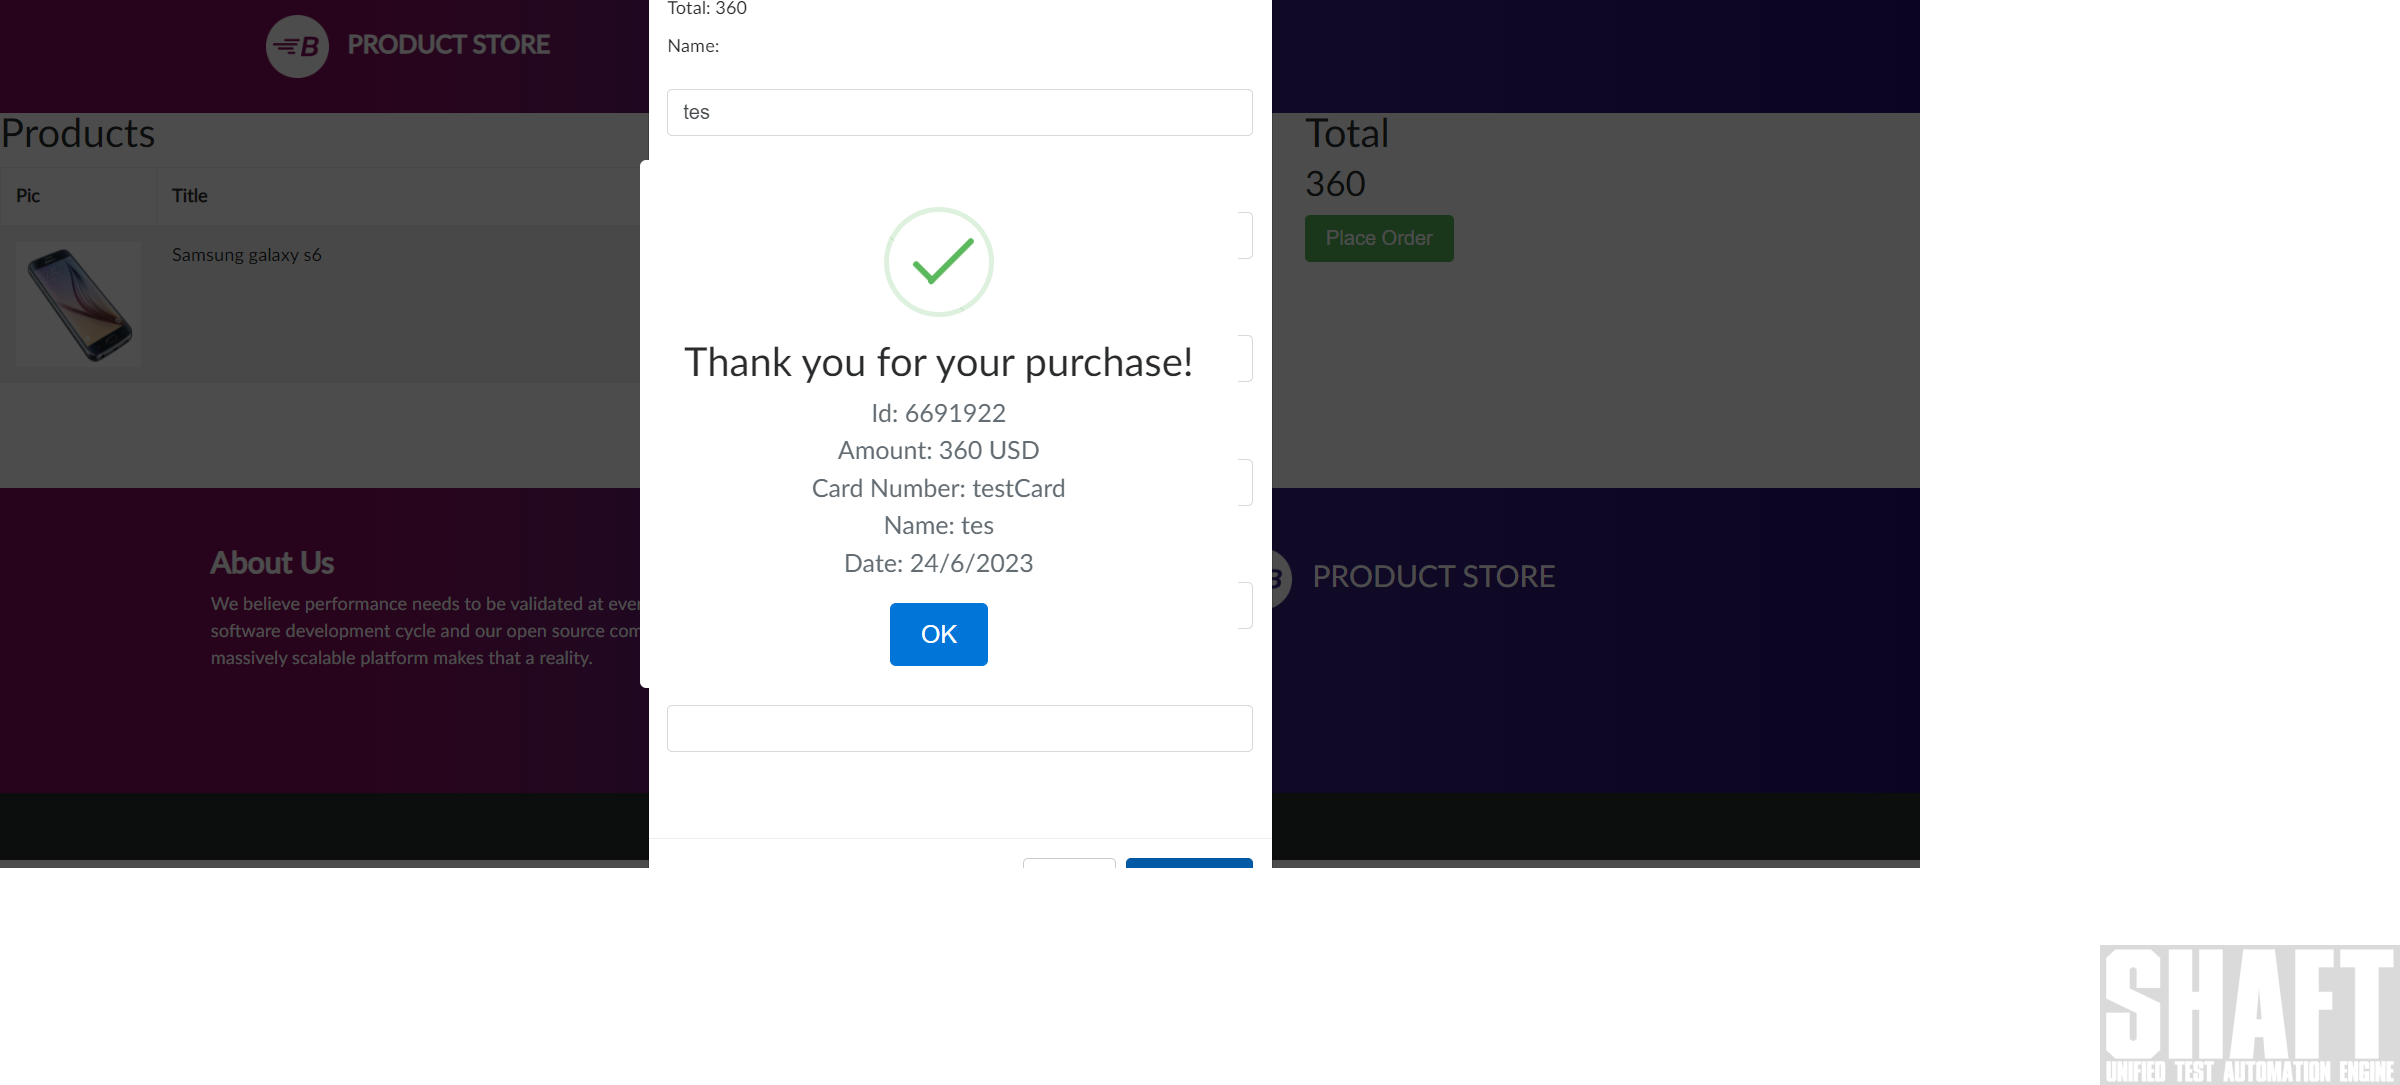 B PRODUCT STORE
Total: 360
Name:
tes
Products
Pic Title
Samsung galaxy s6
Total
360
Place Order
Thank you for your purchase!
Id: 6691922
Amount: 360 USD
Card Number: testCard
Name: tes
Date: 24/6/2023
OK
About Us
We believe performance needs to be validated at ever
software development cycle and our open source com
massively scalable platform makes that a reality.
B PRODUCT STORE
SHAFT
UNIFIED TEST AUTOMATION ENGINE